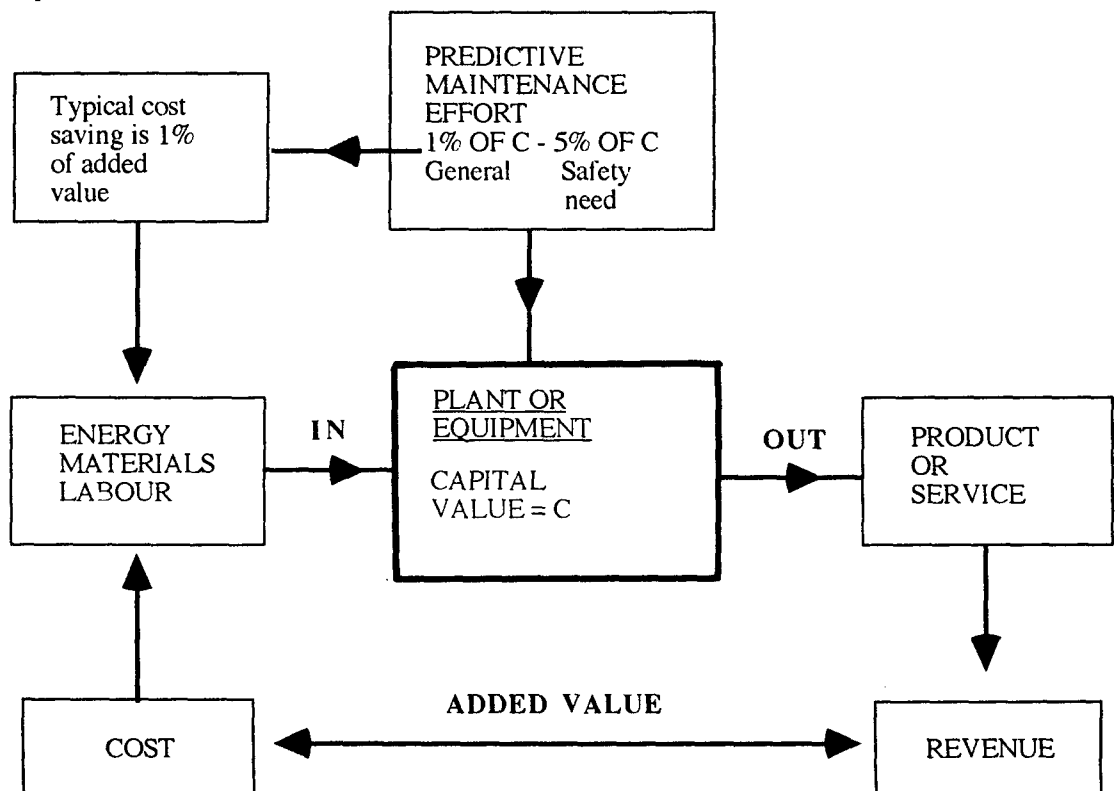 PREDICTIVE
MAINTENANCE
EFFORT
1% OF C - 5% OF C
General Safety
need
Typical cost
saving is 1%
of added
value
ENERGY
MATERIALS
LABOUR
IN
PLANT OR
EQUIPMENT
CAPITAL
VALUE = C
OUT
PRODUCT
OR
SERVICE
ADDED VALUE
COST
REVENUE